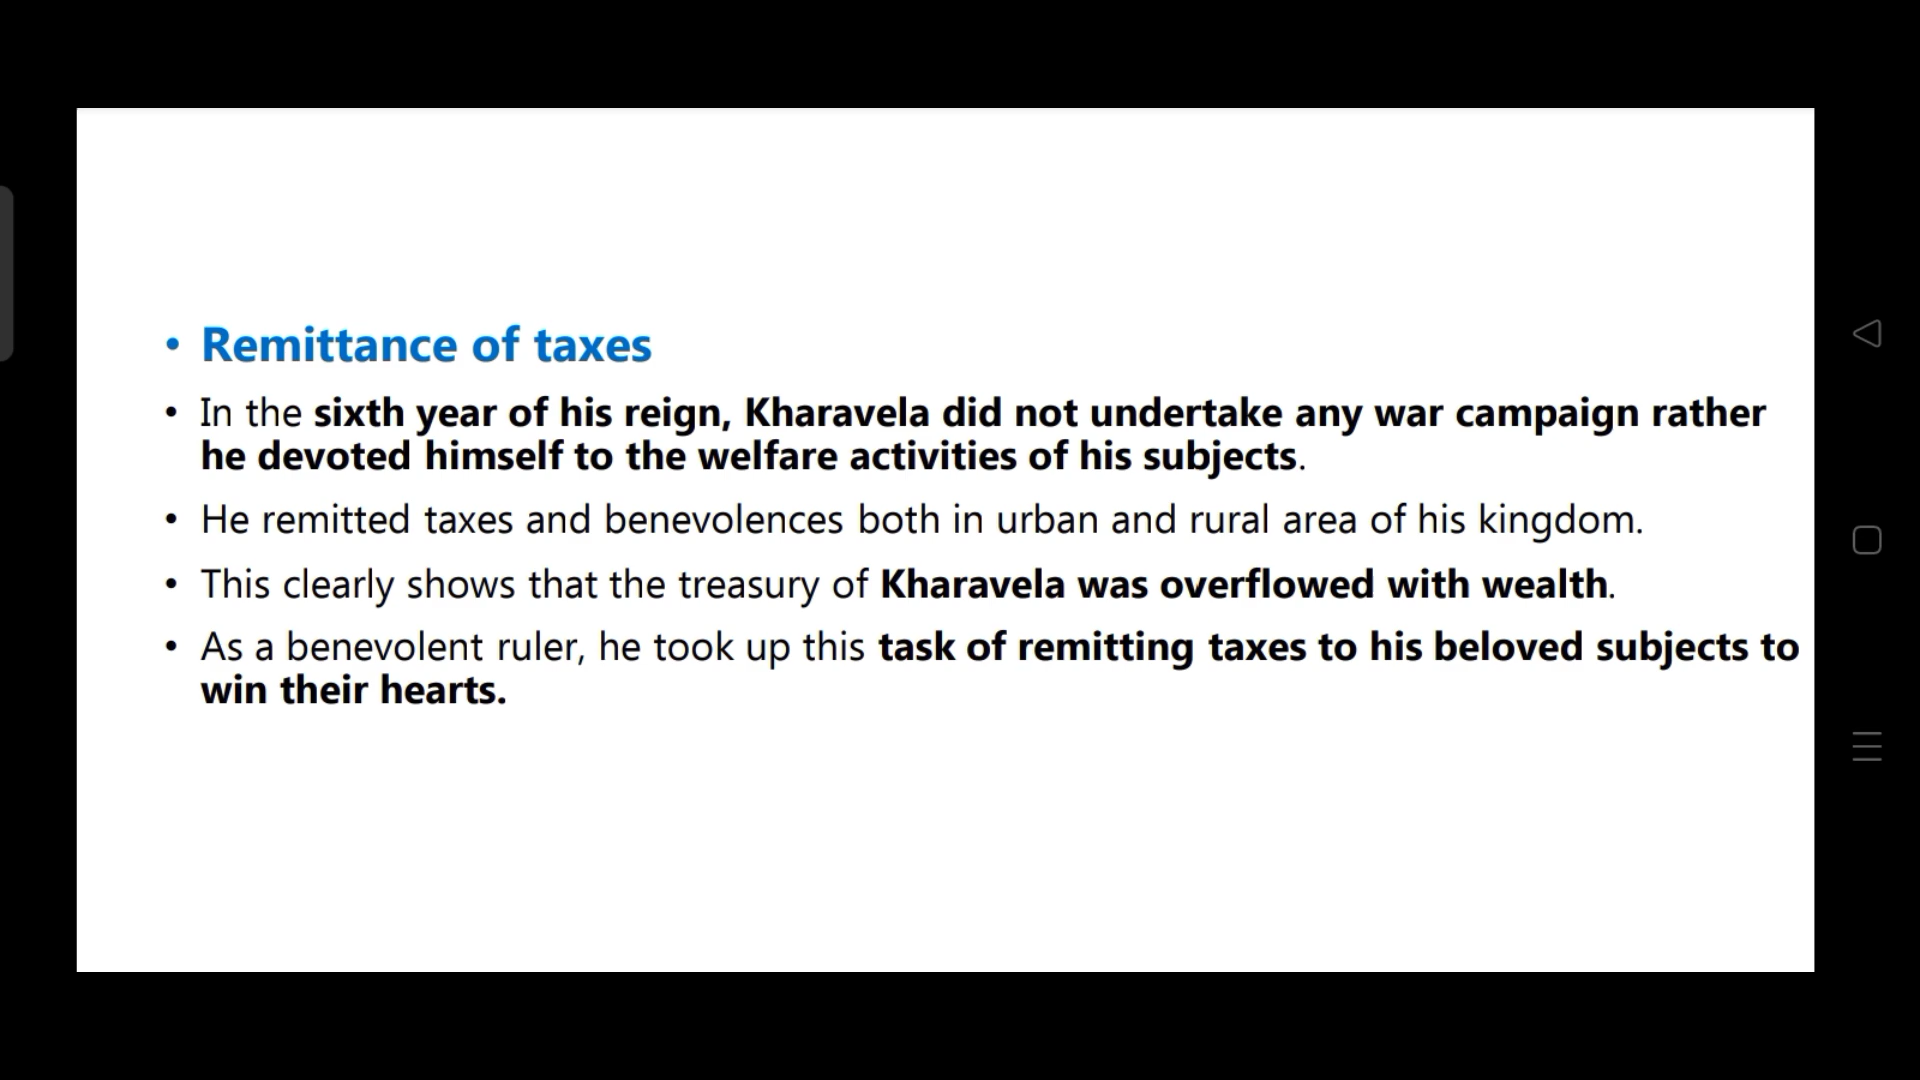 • Remittance of taxes
• In the sixth year of his reign, Kharavela did not undertake any war campaign rather
he devoted himself to the welfare activities of his subjects.
• He remitted taxes and benevolences both in urban and rural area of his kingdom.
• This clearly shows that the treasury of Kharavela was overflowed with wealth.
• As a benevolent ruler, he took up this task of remitting taxes to his beloved subjects to
win their hearts.